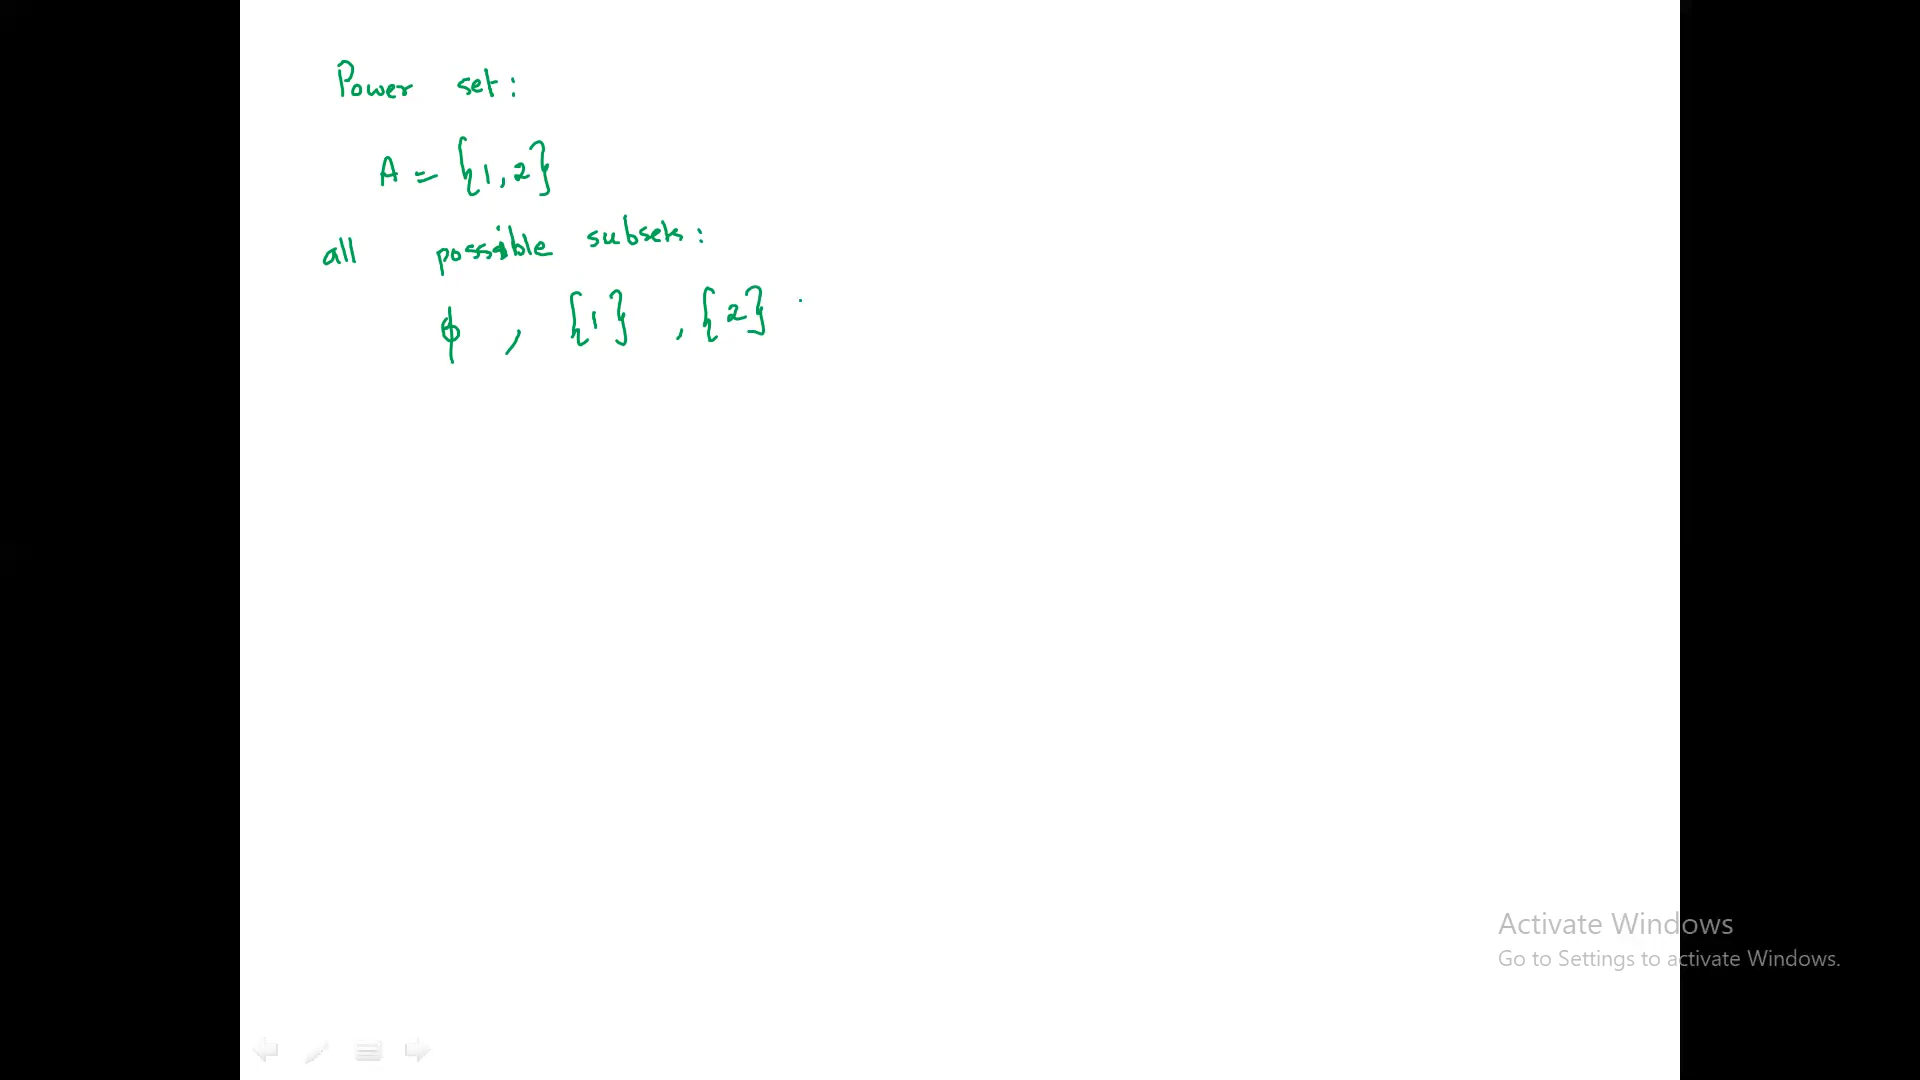 Power set:
A = {1, 2}
all possible subsets:
ϕ , {1} , {2}
Activate Windows
Go to Settings to activate Windows.